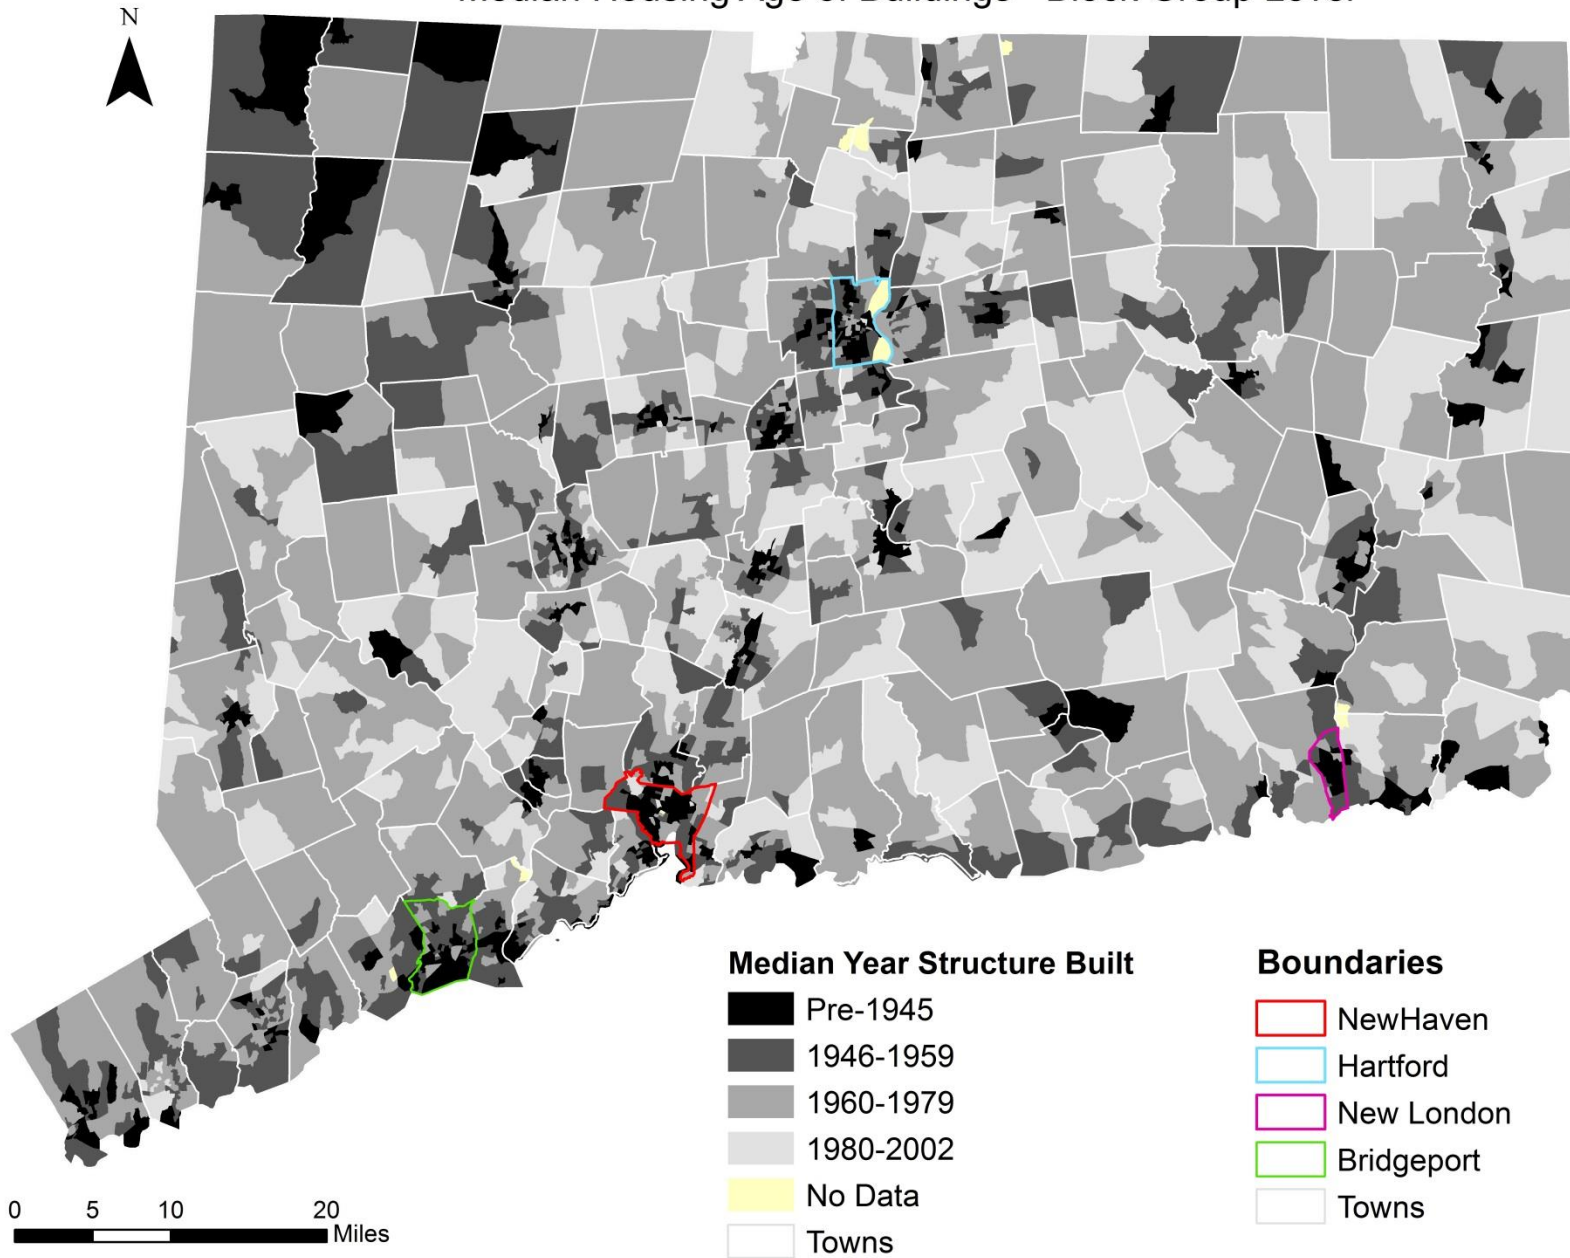 Median Housing Age of Buildings - Block Group Level
N
Median Year Structure Built
Pre-1945
1946-1959
1960-1979
1980-2002
No Data
Towns
Boundaries
NewHaven
Hartford
New London
Bridgeport
Towns
0 5 10 20
Miles